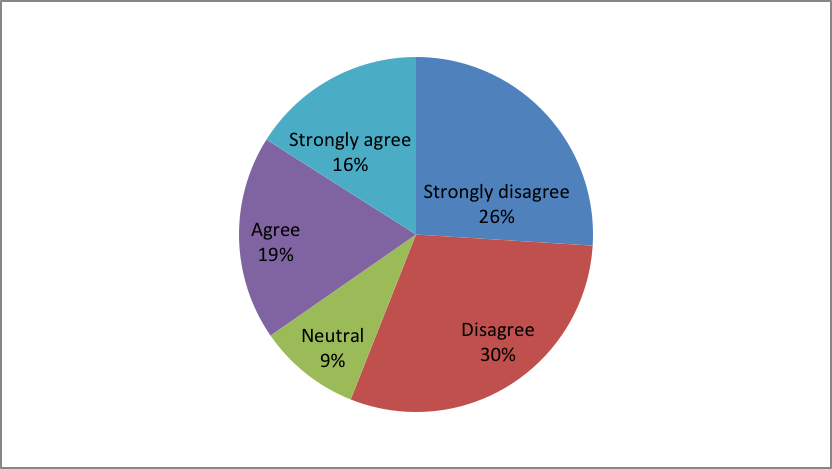 Strongly agree
16%
Strongly disagree
26%
Agree
19%
Neutral
9%
Disagree
30%